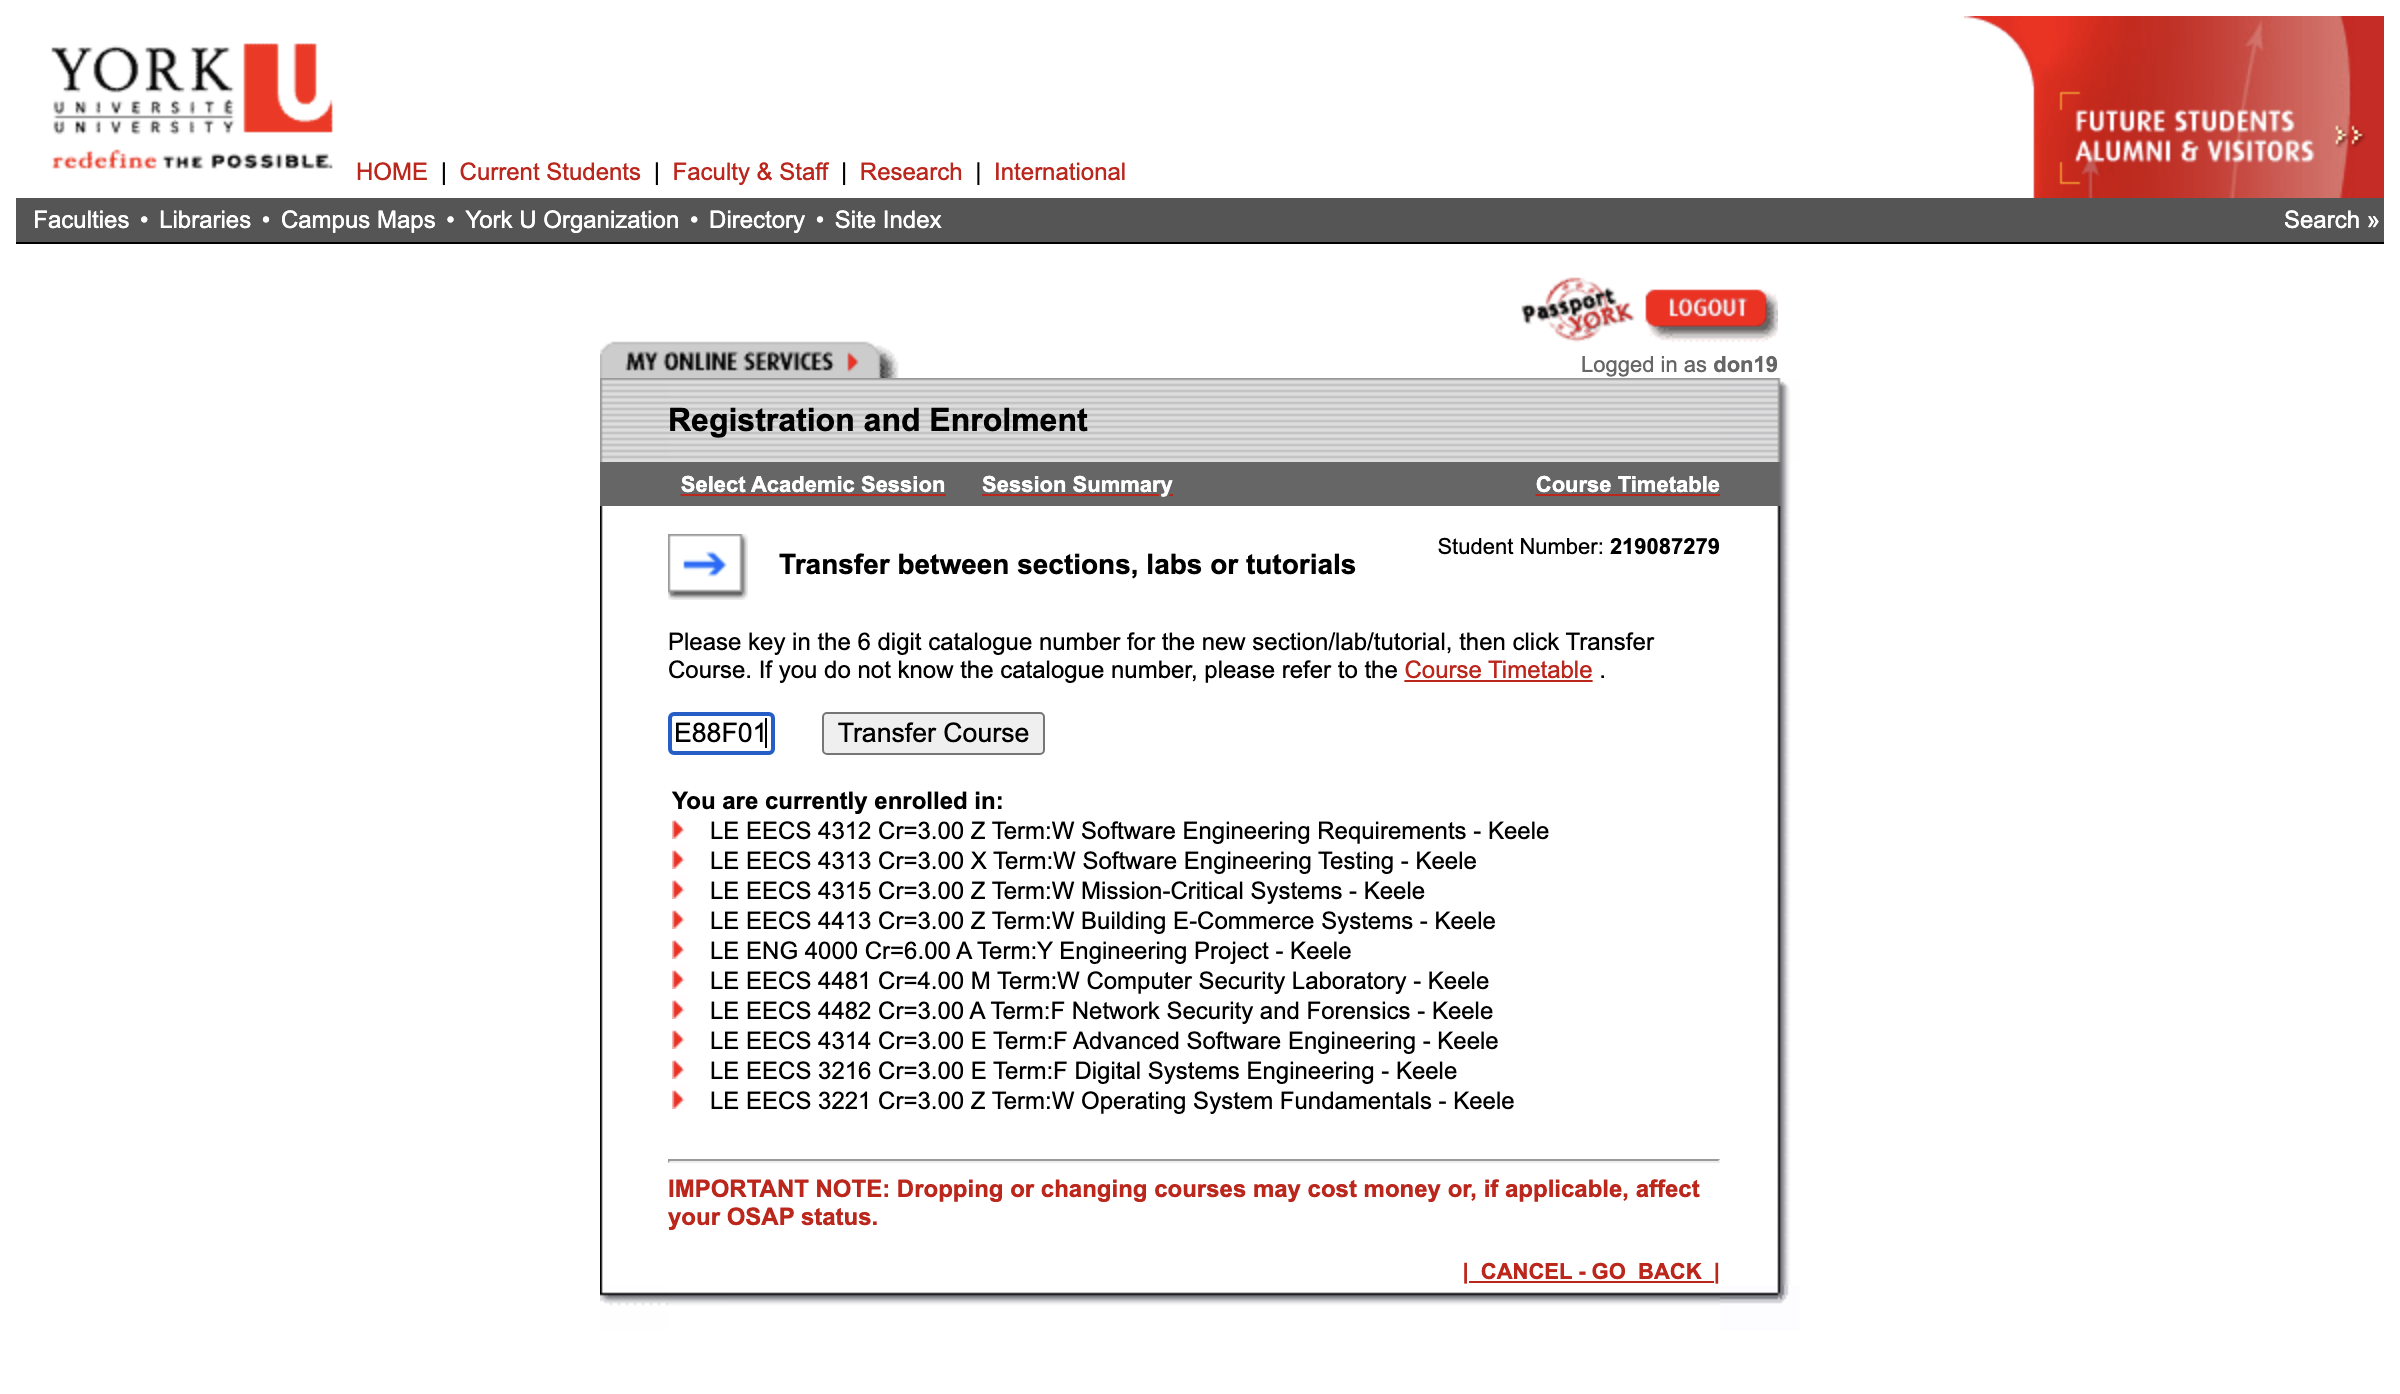 YORK U
UNIVERSITÉ
UNIVERSITY
redefine THE POSSIBLE.
HOME | Current Students | Faculty & Staff | Research | International
FUTURE STUDENTS
ALUMNI & VISITORS
Faculties • Libraries • Campus Maps • York U Organization • Directory • Site Index
Search »
Passport YORK
LOGOUT
MY ONLINE SERVICES
Logged in as don19
Registration and Enrolment
Select Academic Session Session Summary Course Timetable
Student Number: 219087279
Transfer between sections, labs or tutorials
Please key in the 6 digit catalogue number for the new section/lab/tutorial, then click Transfer
Course. If you do not know the catalogue number, please refer to the Course Timetable .
E88F01 Transfer Course
You are currently enrolled in:
LE EECS 4312 Cr=3.00 Z Term:W Software Engineering Requirements - Keele
LE EECS 4313 Cr=3.00 X Term:W Software Engineering Testing - Keele
LE EECS 4315 Cr=3.00 Z Term:W Mission-Critical Systems - Keele
LE EECS 4413 Cr=3.00 Z Term:W Building E-Commerce Systems - Keele
LE ENG 4000 Cr=6.00 A Term:Y Engineering Project - Keele
LE EECS 4481 Cr=4.00 M Term:W Computer Security Laboratory - Keele
LE EECS 4482 Cr=3.00 A Term:F Network Security and Forensics - Keele
LE EECS 4314 Cr=3.00 E Term:F Advanced Software Engineering - Keele
LE EECS 3216 Cr=3.00 E Term:F Digital Systems Engineering - Keele
LE EECS 3221 Cr=3.00 Z Term:W Operating System Fundamentals - Keele
IMPORTANT NOTE: Dropping or changing courses may cost money or, if applicable, affect
your OSAP status.
| CANCEL - GO BACK |